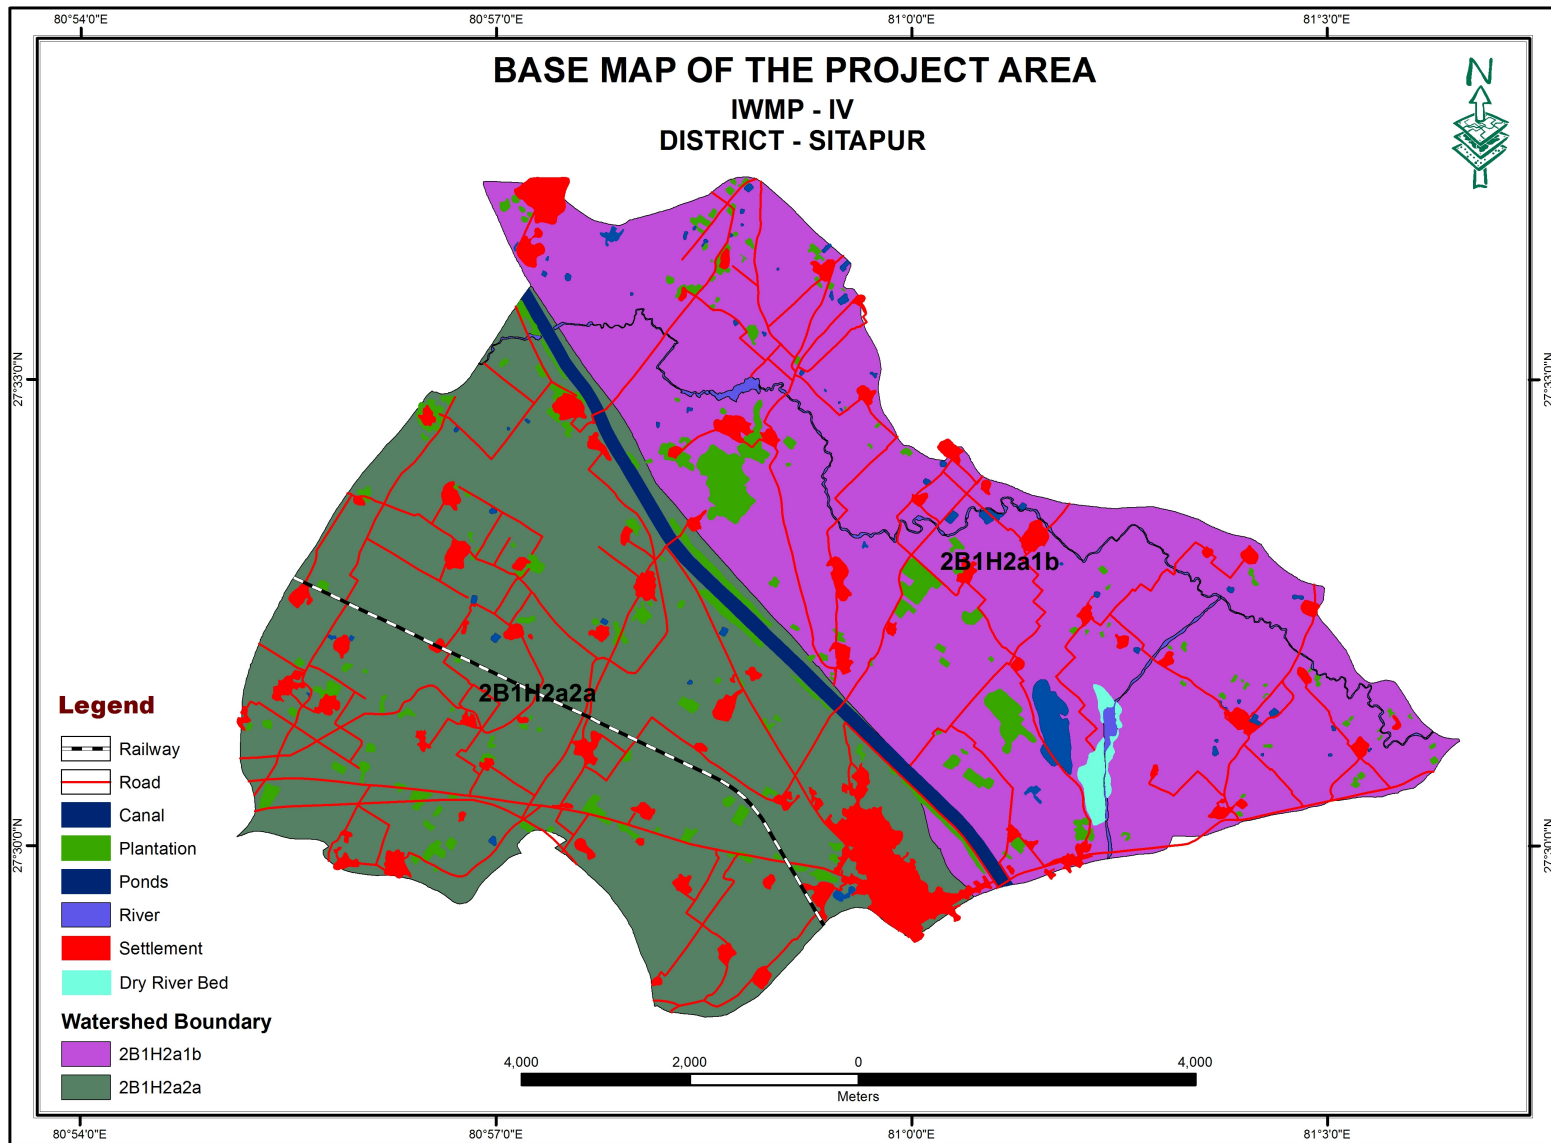 80°54'0"E 80°57'0"E 81°0'0"E 81°3'0"E
BASE MAP OF THE PROJECT AREA
IWMP - IV
DISTRICT - SITAPUR
N
27°33'0"N 27°33'0"N
2B1H2a1b
2B1H2a2a
27°30'0"N 27°30'0"N
Legend
Railway
Road
Canal
Plantation
Ponds
River
Settlement
Dry River Bed
Watershed Boundary
2B1H2a1b
2B1H2a2a
4,000 2,000 0 4,000
Meters
80°54'0"E 80°57'0"E 81°0'0"E 81°3'0"E